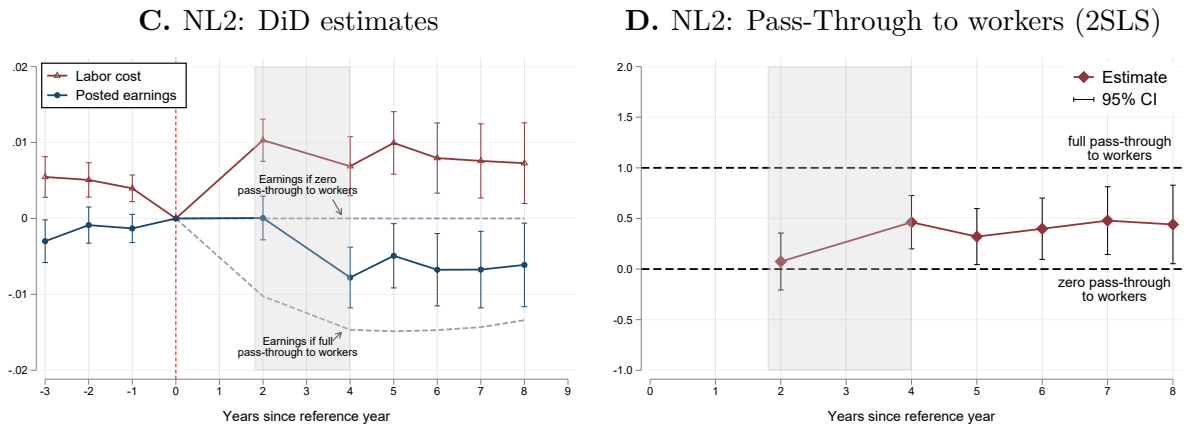 C. NL2: DiD estimates
.02
.01
0
-.01
-.02
Labor cost
Posted earnings
Earnings if zero
pass-through to workers
Earnings if full
pass-through to workers
-3 -2 -1 0 1 2 3 4 5 6 7 8 9
Years since reference year
D. NL2: Pass-Through to workers (2SLS)
2.0
1.5
1.0
0.5
0.0
-0.5
-1.0
Estimate
95% CI
full pass-through
to workers
zero pass-through
to workers
0 1 2 3 4 5 6 7 8
Years since reference year